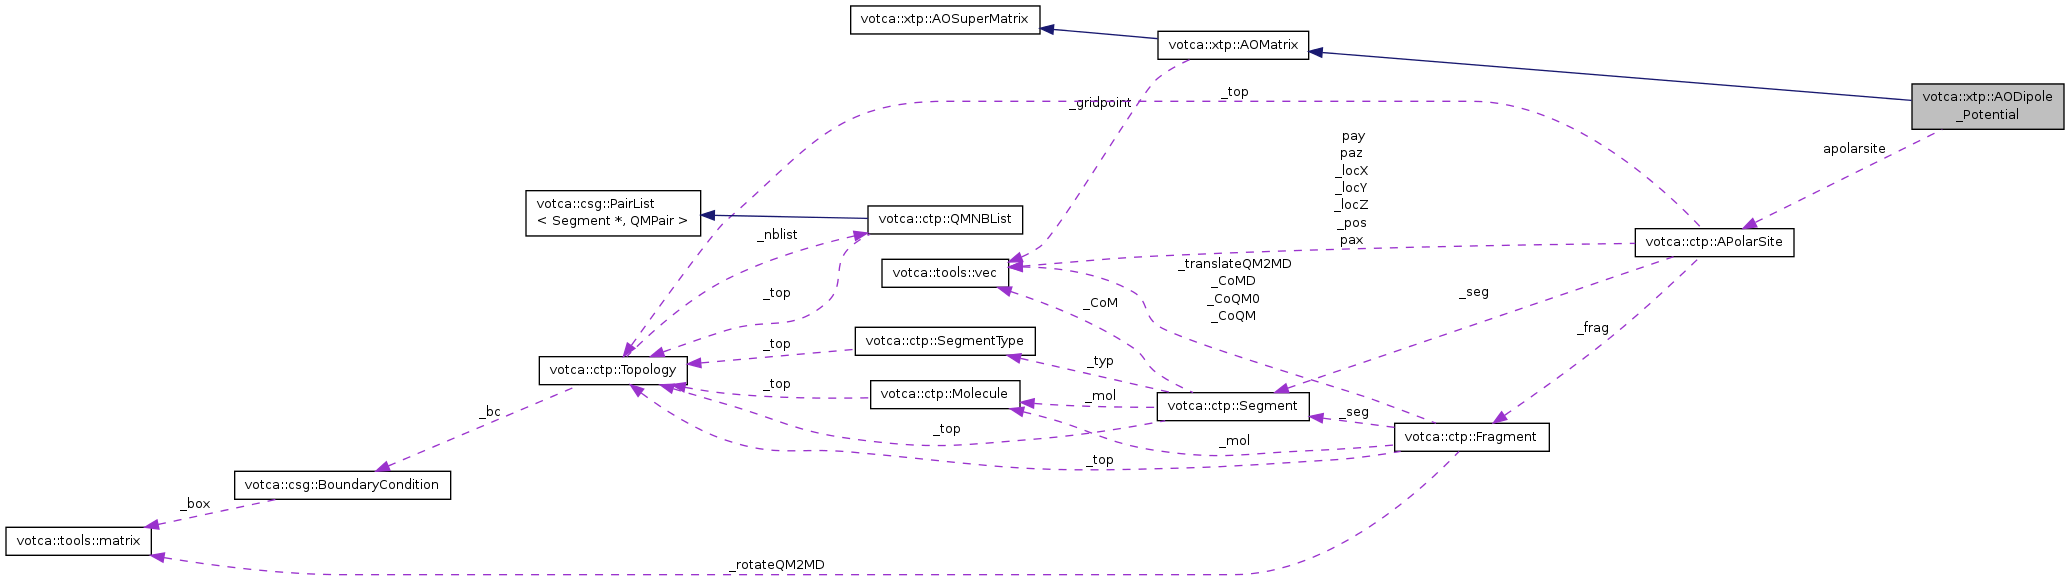 votca::xtp::AOSuperMatrix
votca::xtp::AOMatrix
votca::xtp::AODipole
_Potential
_gridpoint
_top
pay
paz
_locX
_locY
_locZ
_pos
pax
apolarsite
votca::csg::PairList
< Segment *, QMPair >
votca::ctp::QMNBList
_nblist
votca::ctp::APolarSite
votca::tools::vec
_translateQM2MD
_CoMD
_CoQM0
_CoQM
_top
_CoM
_seg
_frag
votca::ctp::SegmentType
_top
_typ
votca::ctp::Topology
_top
votca::ctp::Molecule
_mol
votca::ctp::Segment
_bc
_seg
_top
_mol
votca::ctp::Fragment
_top
votca::csg::BoundaryCondition
_box
votca::tools::matrix
_rotateQM2MD